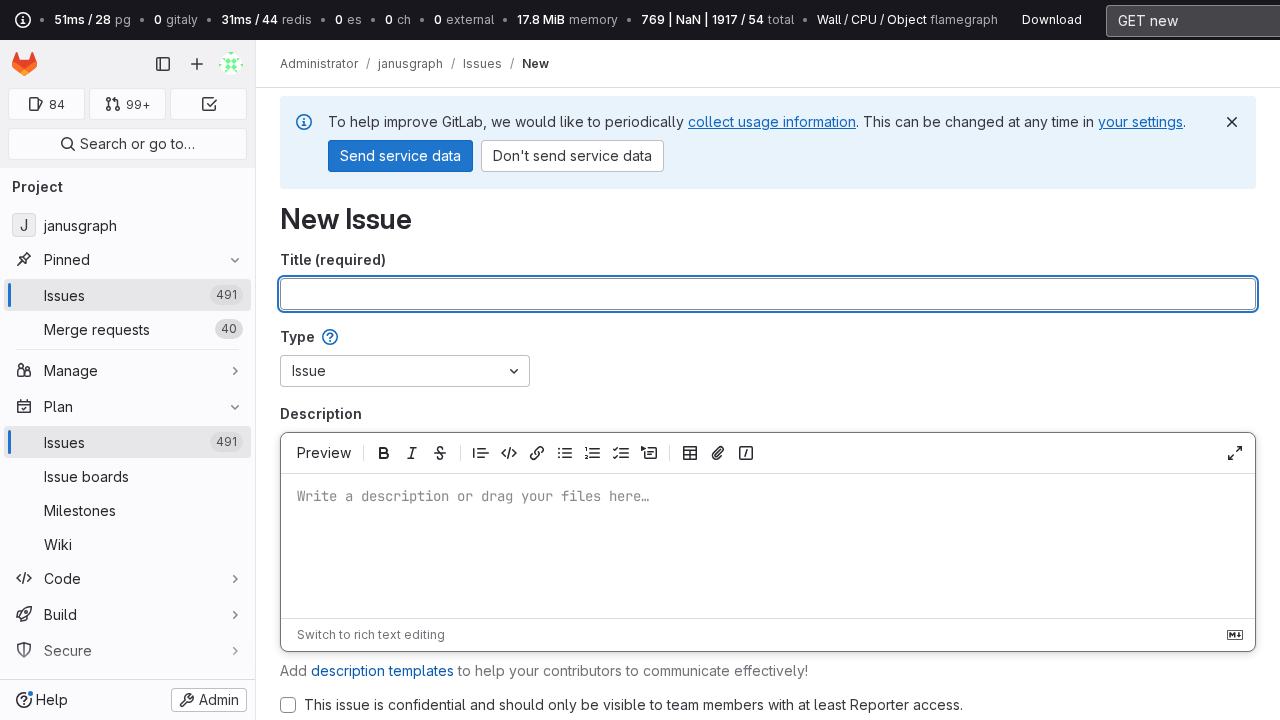 51ms / 28 pg • 0 gitaly • 31ms / 44 redis • 0 es • 0 ch • 0 external • 17.8 MiB memory • 769 | NaN | 1917 / 54 total • Wall / CPU / Object flamegraph Download GET new
Administrator / janusgraph / Issues / New
84 99+
Search or go to…
Project
J janusgraph
Pinned
Issues 491
Merge requests 40
Manage
Plan
Issues 491
Issue boards
Milestones
Wiki
Code
Build
Secure
Help Admin
To help improve GitLab, we would like to periodically collect usage information. This can be changed at any time in your settings.
Send service data Don't send service data
New Issue
Title (required)
Type
Issue
Description
Preview
Write a description or drag your files here…
Switch to rich text editing
Add description templates to help your contributors to communicate effectively!
This issue is confidential and should only be visible to team members with at least Reporter access.